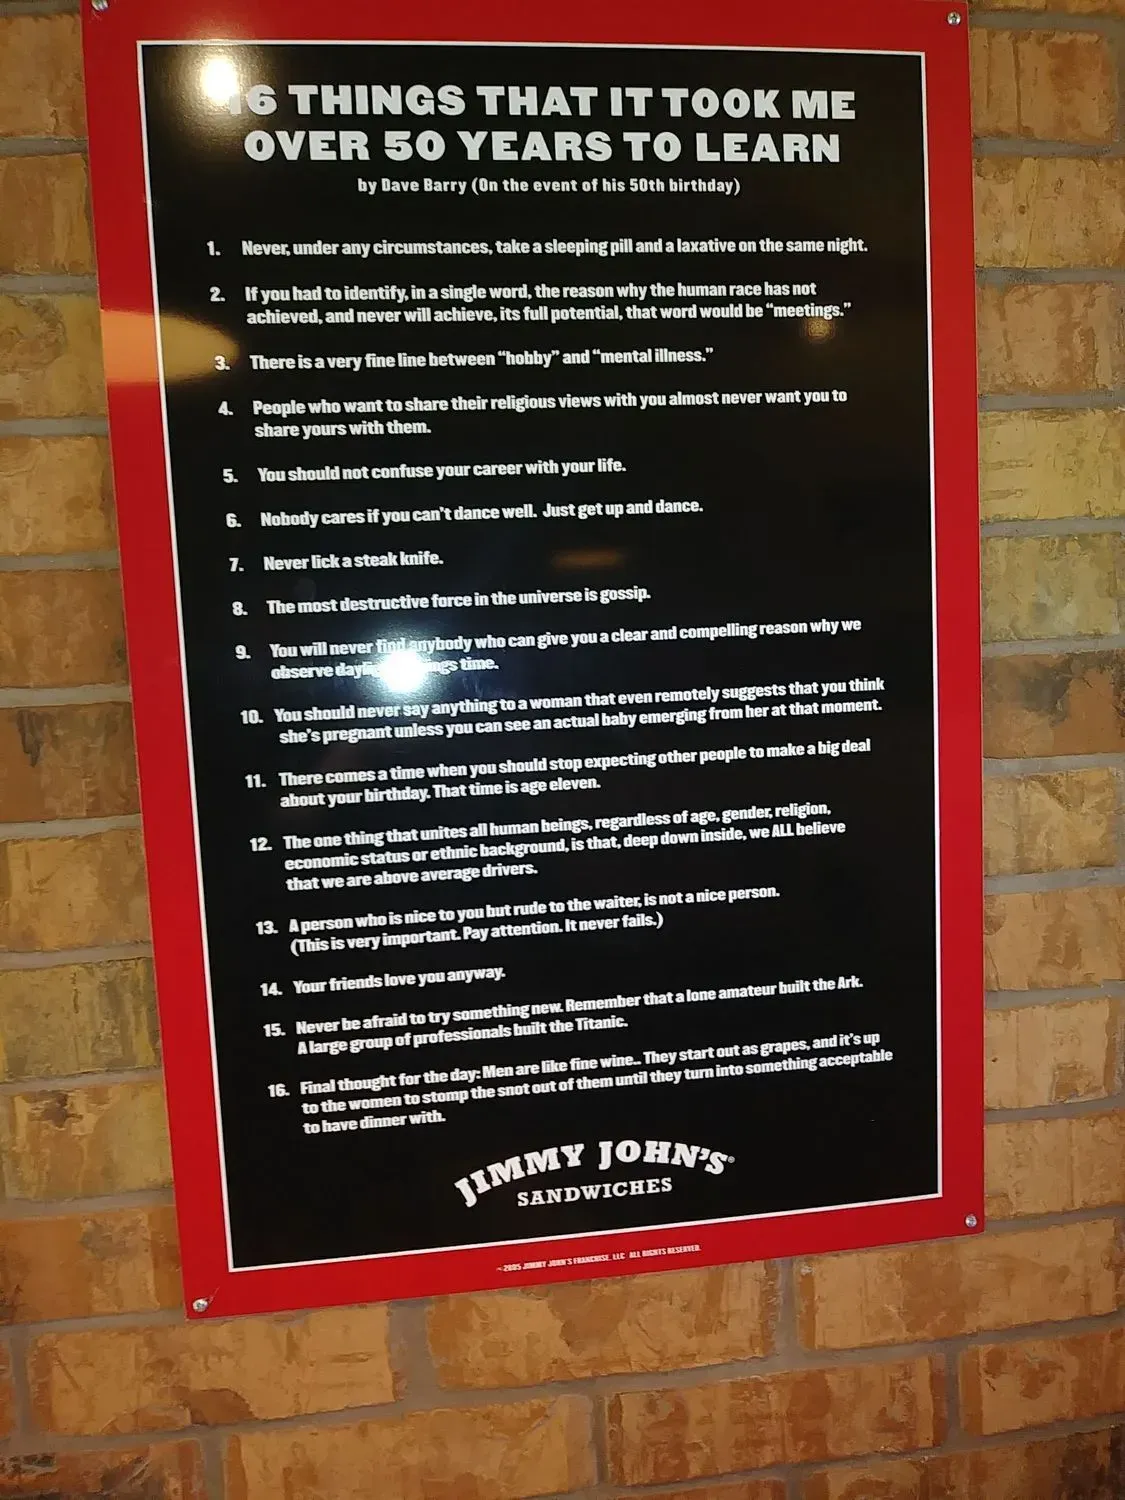 16 THINGS THAT IT TOOK ME
OVER 50 YEARS TO LEARN
by Dave Barry (On the event of his 50th birthday)
1. Never, under any circumstances, take a sleeping pill and a laxative on the same night.
2. If you had to identify, in a single word, the reason why the human race has not
achieved, and never will achieve, its full potential, that word would be “meetings.”
3. There is a very fine line between “hobby” and “mental illness.”
4. People who want to share their religious views with you almost never want you to
share yours with them.
5. You should not confuse your career with your life.
6. Nobody cares if you can’t dance well. Just get up and dance.
7. Never lick a steak knife.
8. The most destructive force in the universe is gossip.
9. You will never find anybody who can give you a clear and compelling reason why we
observe time.
10. You should never say anything to a woman that even remotely suggests that you think
she’s pregnant unless you can see an actual baby emerging from her at that moment.
11. There comes a time when you should stop expecting other people to make a big deal
about your birthday. That time is age eleven.
12. The one thing that unites all human beings, regardless of age, gender, religion,
economic status or ethnic background, is that, deep down inside, we ALL believe
that we are above average drivers.
13. A person who is nice to you but rude to the waiter, is not a nice person.
(This is very important. Pay attention. It never fails.)
14. Your friends love you anyway.
15. Never be afraid to try something new. Remember that a lone amateur built the Ark.
A large group of professionals built the Titanic.
16. Final thought for the day: Men are like fine wine.. They start out as grapes, and it’s up
to the women to stomp the snot out of them until they turn into something acceptable
to have dinner with.
JIMMY JOHN’S®
SANDWICHES
2005 JIMMY JOHN’S FRANCHISE, LLC ALL RIGHTS RESERVED.